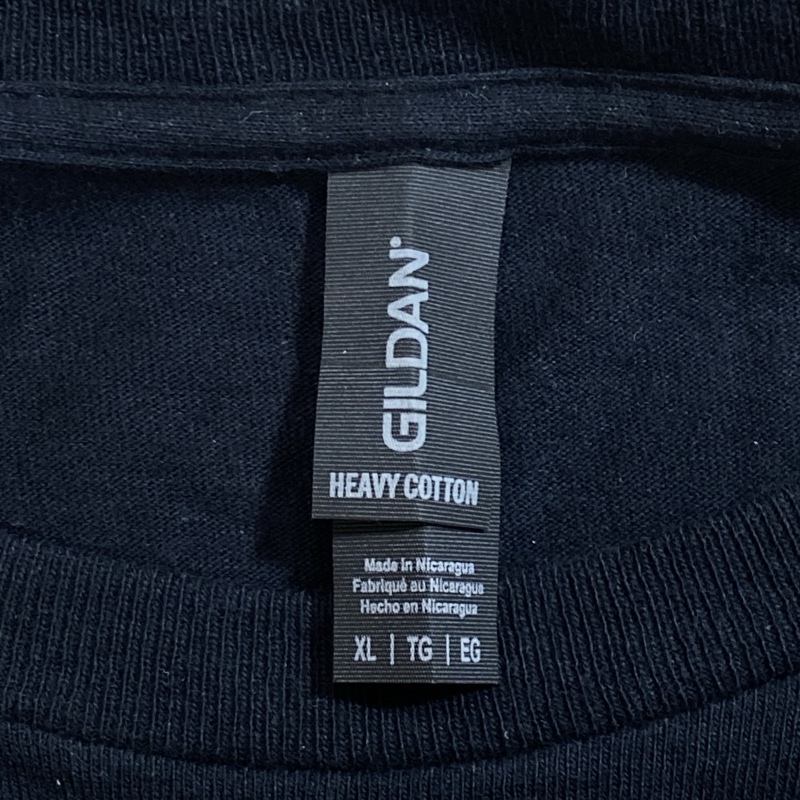 GILDAN®
HEAVY COTTON
Made in Nicaragua
Fabriqué au Nicaragua
Hecho en Nicaragua
XL | TG | EG